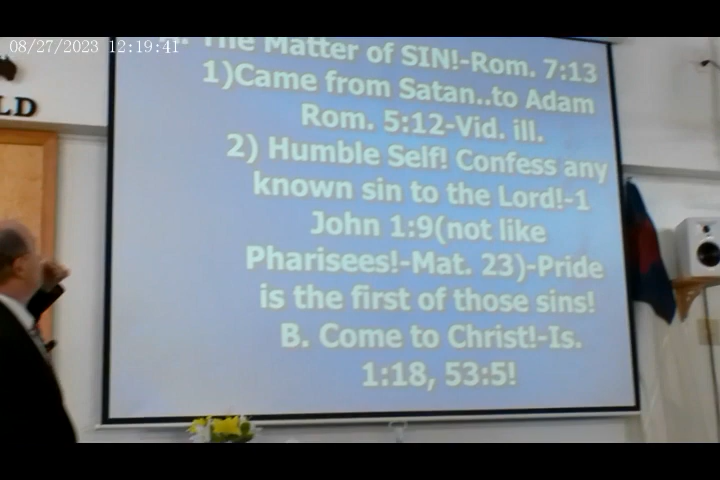 08/27/2023 12:19:41
LD
The Matter of SIN!-Rom. 7:13
1)Came from Satan..to Adam
Rom. 5:12-Vid. ill.
2) Humble Self! Confess any
known sin to the Lord!-1
John 1:9(not like
Pharisees!-Mat. 23)-Pride
is the first of those sins!
B. Come to Christ!-Is.
1:18, 53:5!